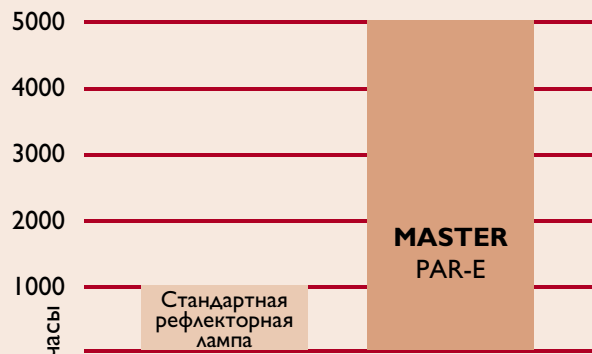 5000
4000
3000
2000
1000
часы
Стандартная
рефлекторная
лампа
MASTER
PAR-E